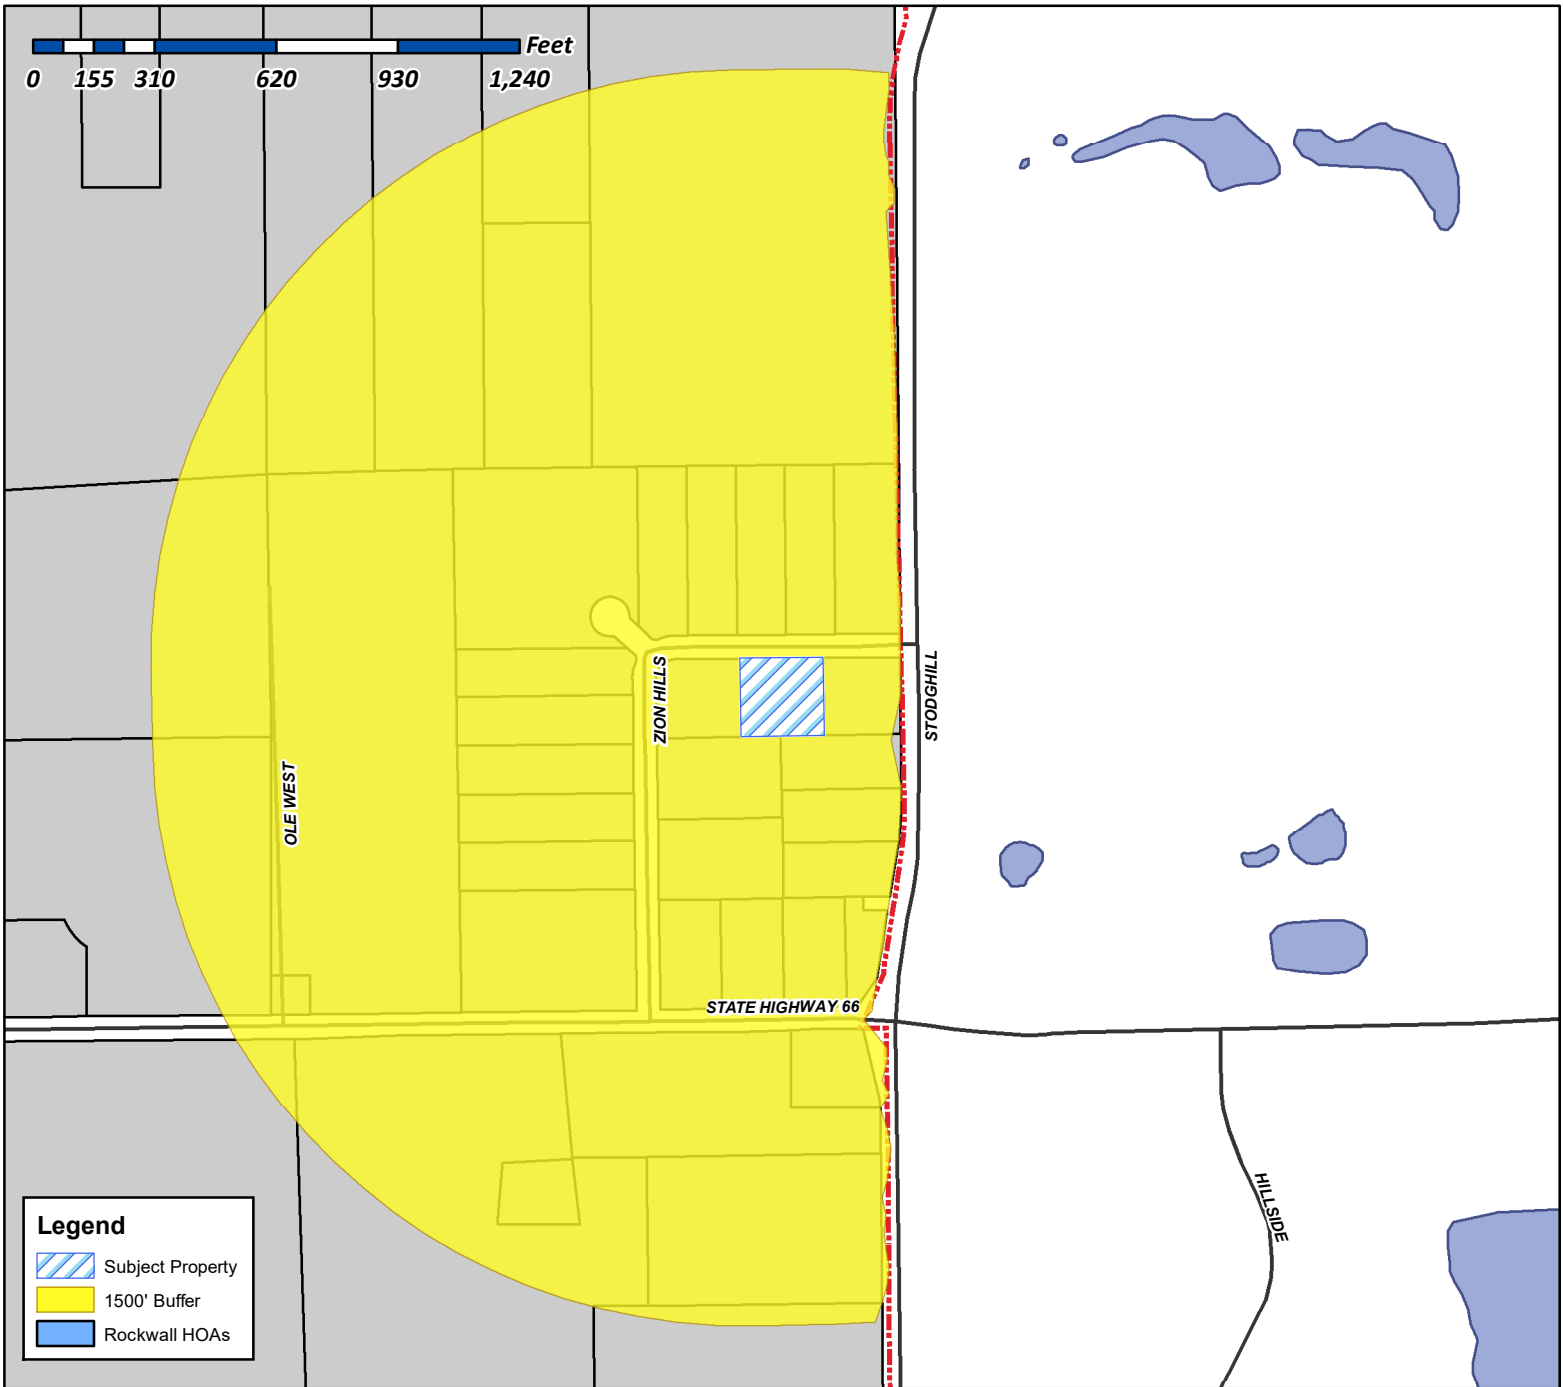 Feet
0 155 310 620 930 1,240
ZION HILLS
STODGHILL
OLE WEST
STATE HIGHWAY 66
HILLSIDE
Legend
Subject Property
1500' Buffer
Rockwall HOAs